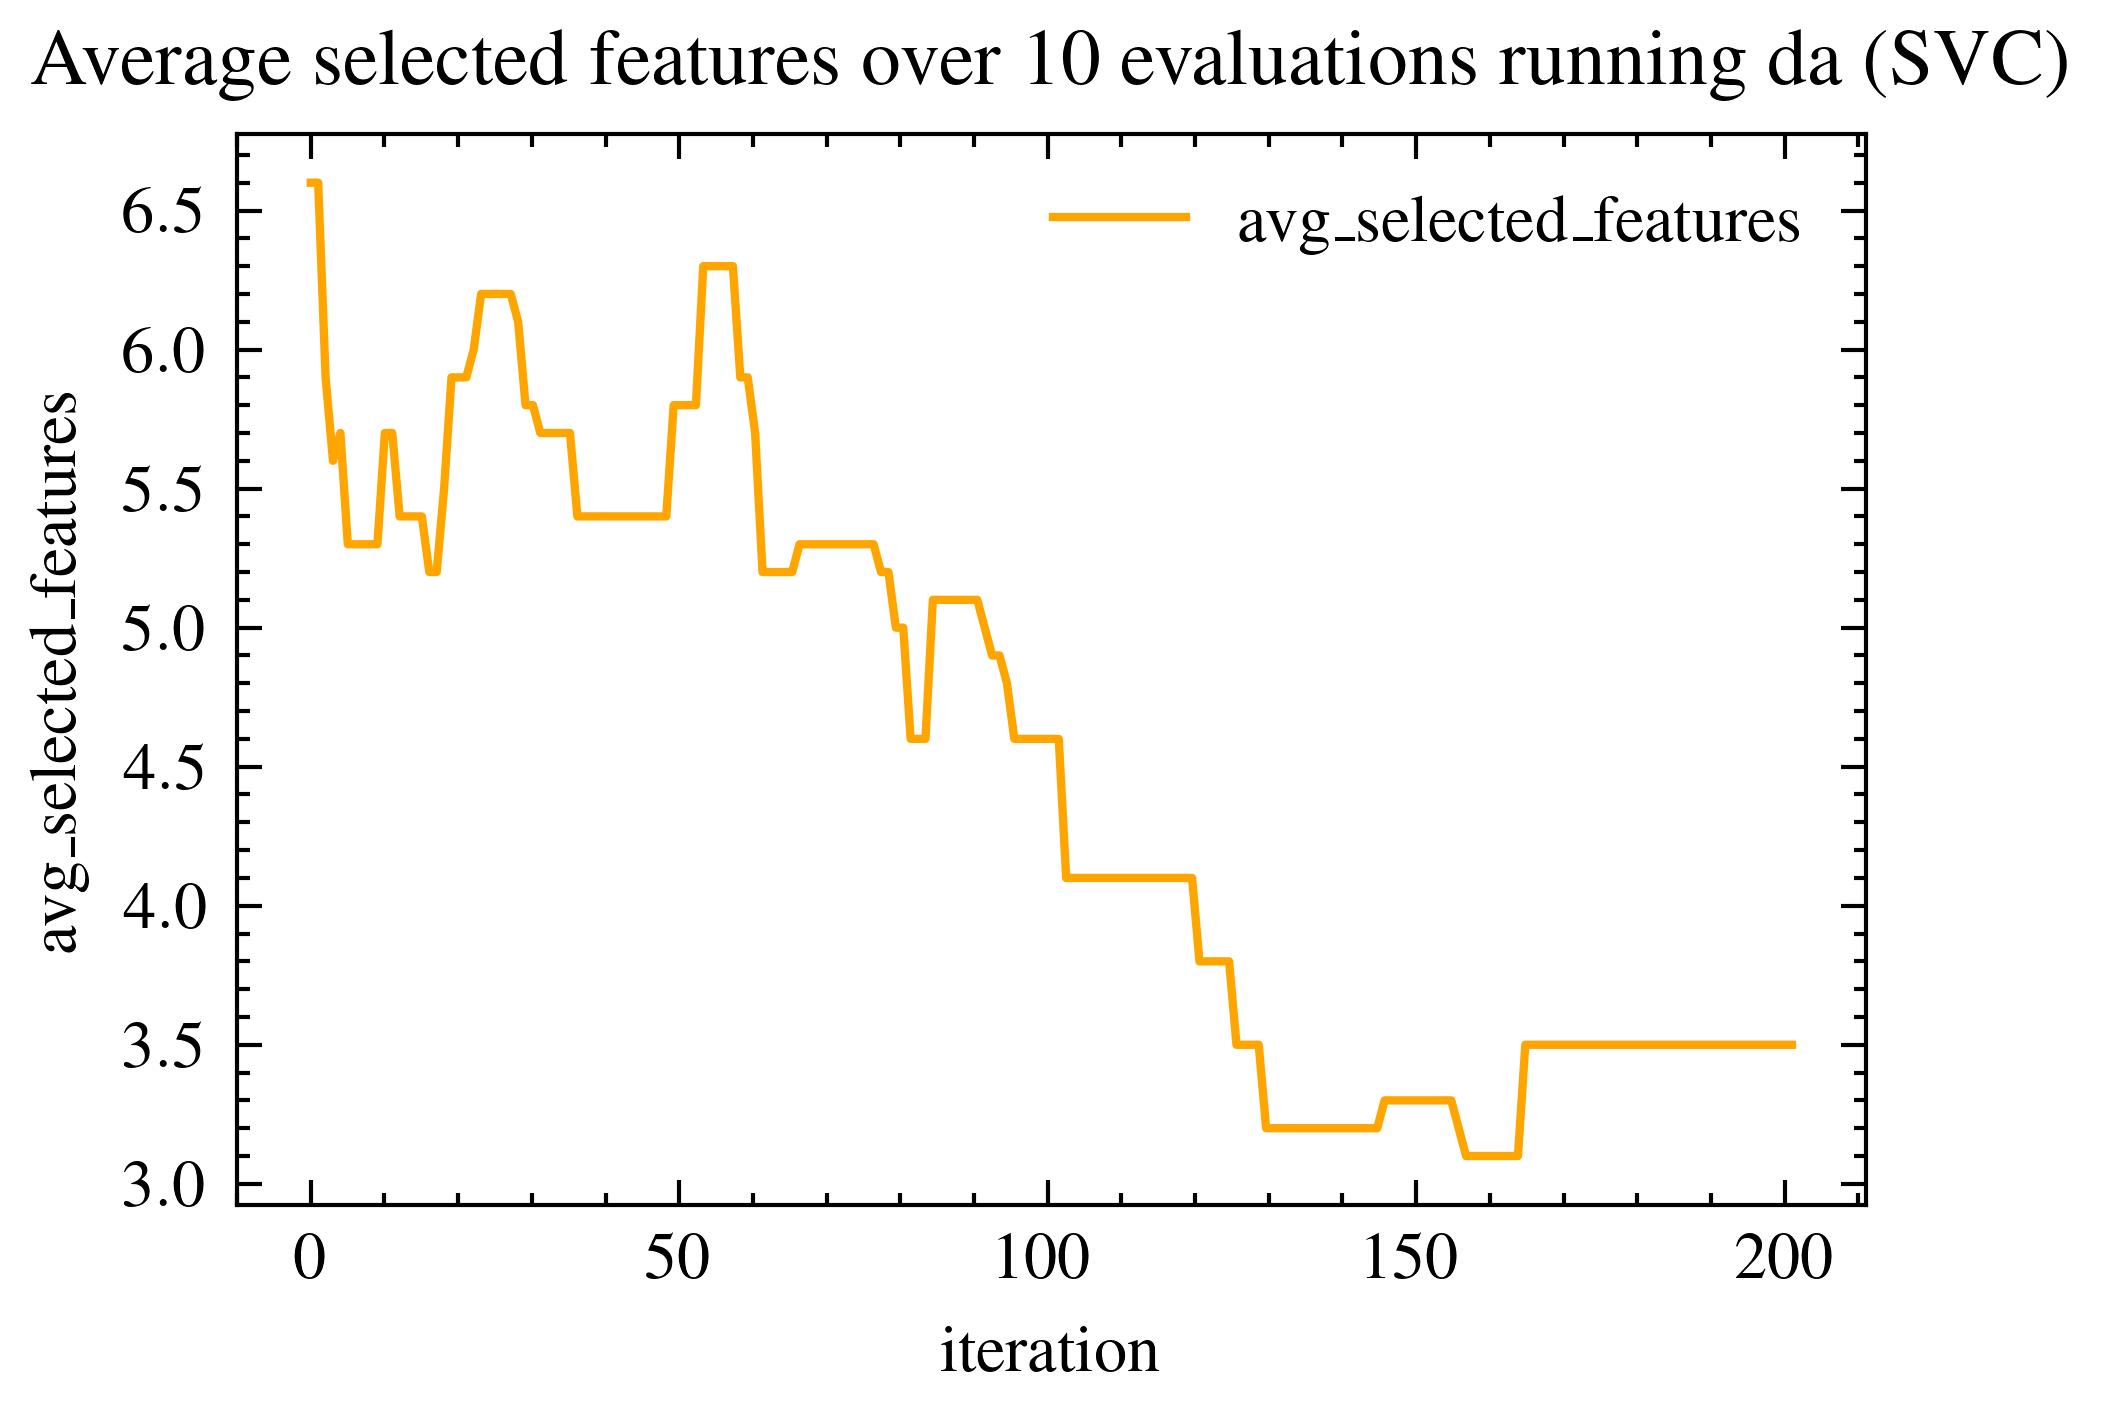 Average selected features over 10 evaluations running da (SVC)
avg_selected_features
6.5
6.0
5.5
5.0
4.5
4.0
3.5
3.0
avg_selected_features
0 50 100 150 200
iteration